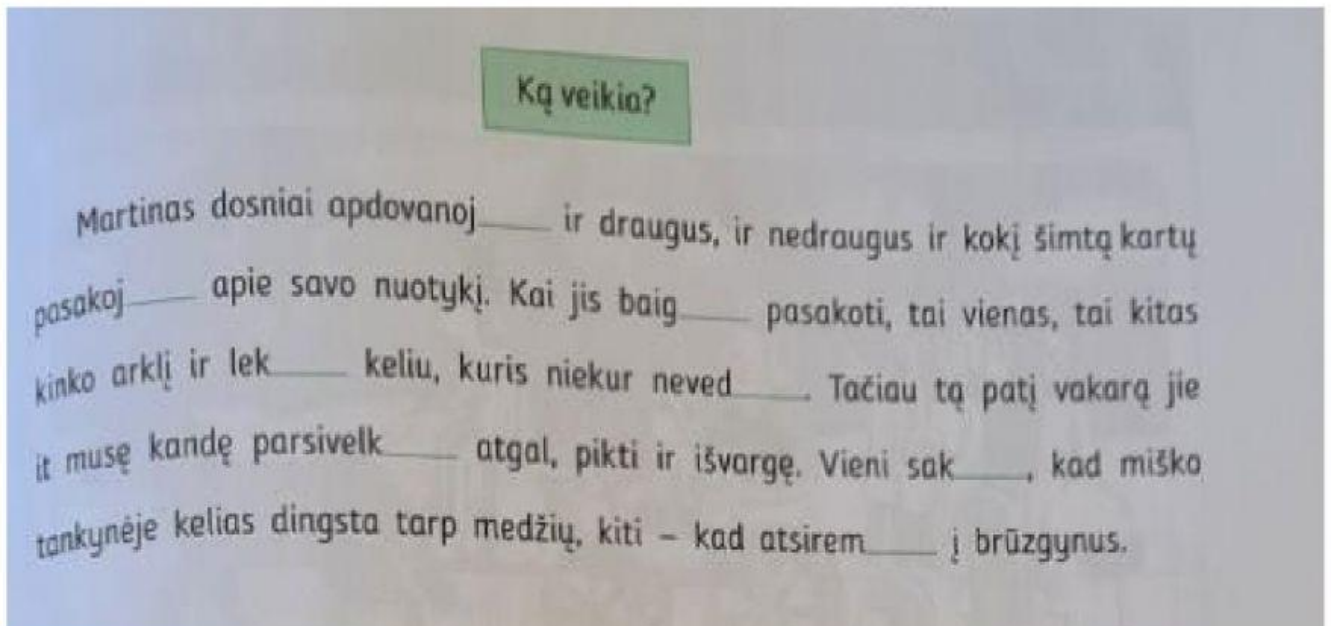 Ką veikia?
Martinas dosniai apdovanoj____ ir draugus, ir nedraugus ir kokį šimtą kartų
pasakoj____ apie savo nuotykį. Kai jis baig____ pasakoti, tai vienas, tai kitas
kinko arklį ir lek____ keliu, kuris niekur neved____. Tačiau tą patį vakarą jie
it musę kandę parsivelk____ atgal, pikti ir išvargę. Vieni sak____, kad miško
tankynėje kelias dingsta tarp medžių, kiti – kad atsirem____ į brūzgynus.